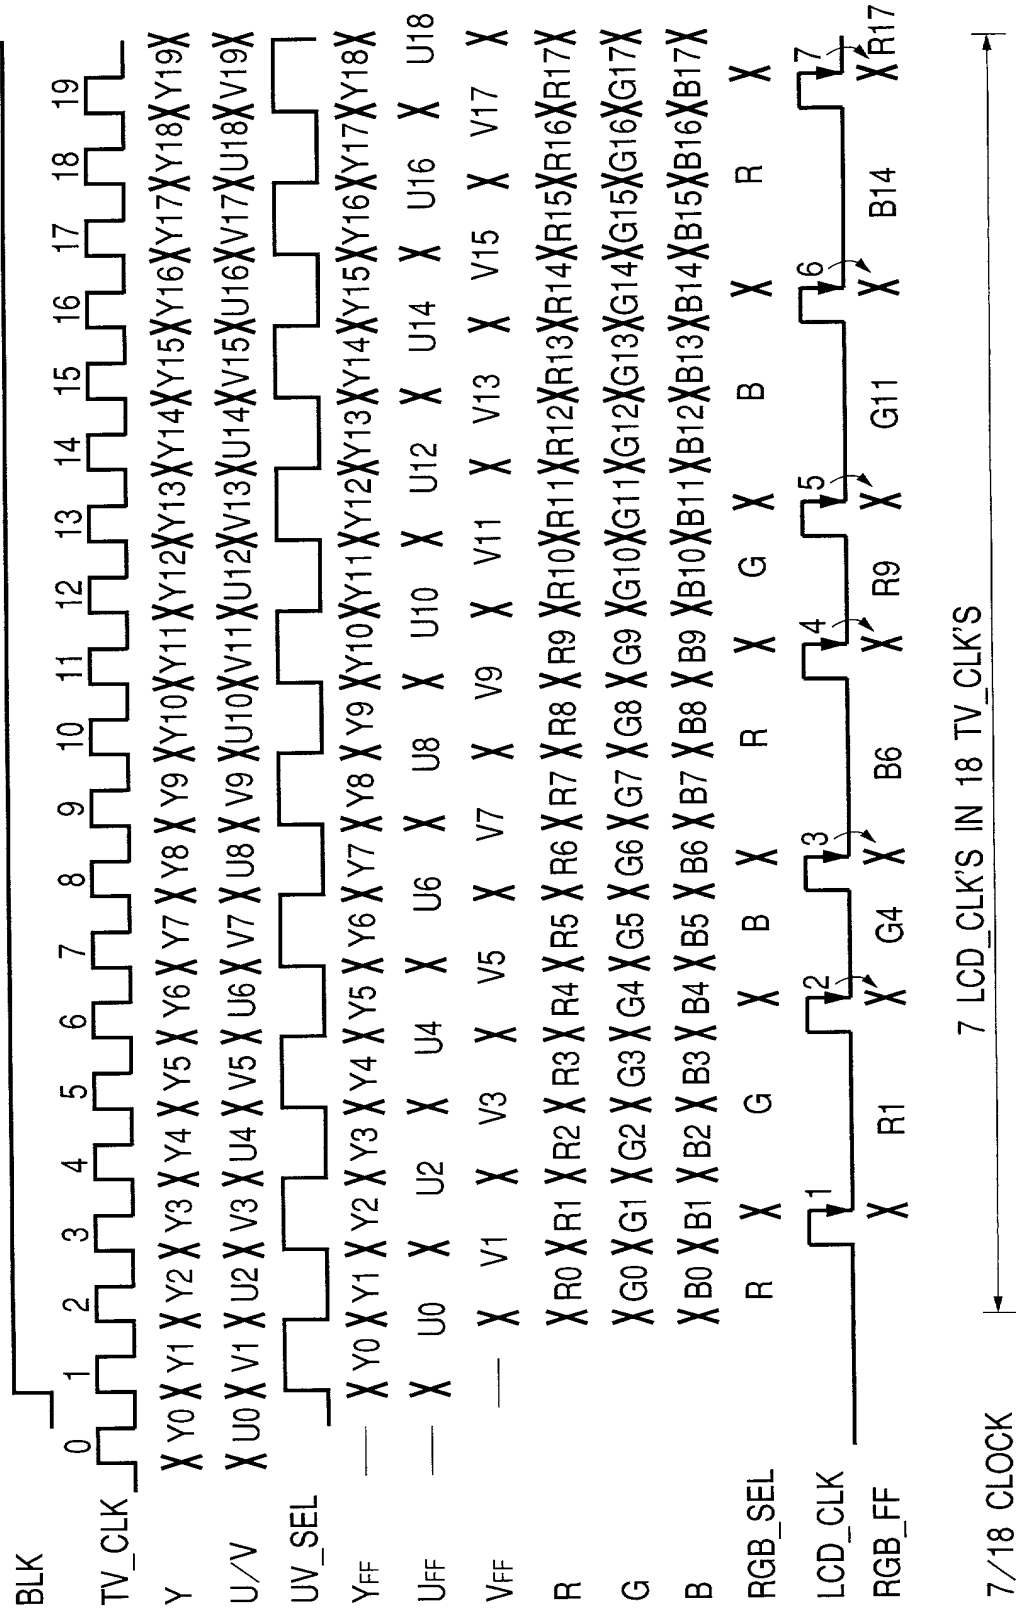 BLK
TV_CLK 0 1 2 3 4 5 6 7 8 9 10 11 12 13 14 15 16 17 18 19
Y Y0 Y1 Y2 Y3 Y4 Y5 Y6 Y7 Y8 Y9 Y10 Y11 Y12 Y13 Y14 Y15 Y16 Y17 Y18 Y19
U/V U0 V1 U2 V3 U4 V5 U6 V7 U8 V9 U10 V11 U12 V13 U14 V15 U16 V17 U18 V19
UV_SEL
YFF Y0 Y1 Y2 Y3 Y4 Y5 Y6 Y7 Y8 Y9 Y10 Y11 Y12 Y13 Y14 Y15 Y16 Y17 Y18
UFF U0 U2 U4 U6 U8 U10 U12 U14 U16 U18
VFF V1 V3 V5 V7 V9 V11 V13 V15 V17
R R0 R1 R2 R3 R4 R5 R6 R7 R8 R9 R10 R11 R12 R13 R14 R15 R16 R17
G G0 G1 G2 G3 G4 G5 G6 G7 G8 G9 G10 G11 G12 G13 G14 G15 G16 G17
B B0 B1 B2 B3 B4 B5 B6 B7 B8 B9 B10 B11 B12 B13 B14 B15 B16 B17
RGB_SEL R G B R G B R
LCD_CLK 1 2 3 4 5 6 7
RGB_FF R1 G4 B6 R9 G11 B14 R17
7 LCD_CLK'S IN 18 TV_CLK'S
7/18 CLOCK